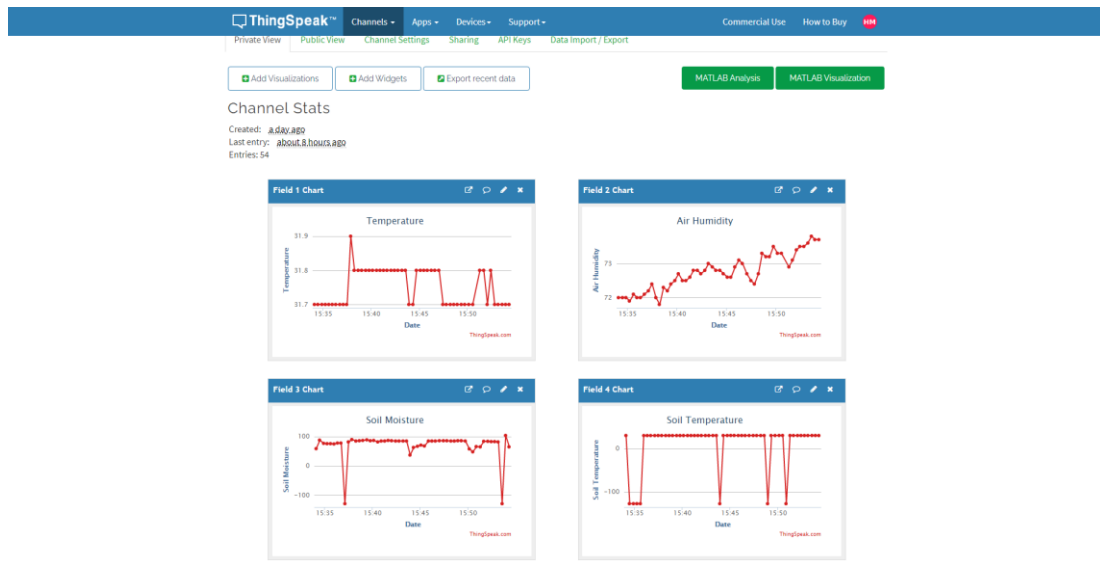 ThingSpeak™ Channels Apps Devices Support Commercial Use How to Buy HM
Private View Public View Channel Settings Sharing API Keys Data Import / Export
Add Visualizations Add Widgets Export recent data MATLAB Analysis MATLAB Visualization
Channel Stats
Created: a day ago
Last entry: about 8 hours ago
Entries: 54
Field 1 Chart
Temperature
Temperature
31.9
31.8
31.7
15:35 15:40 15:45 15:50
Date
ThingSpeak.com
Field 2 Chart
Air Humidity
Air Humidity
73
72
15:35 15:40 15:45 15:50
Date
ThingSpeak.com
Field 3 Chart
Soil Moisture
Soil Moisture
100
0
-100
15:35 15:40 15:45 15:50
Date
ThingSpeak.com
Field 4 Chart
Soil Temperature
Soil Temperature
0
-100
15:35 15:40 15:45 15:50
Date
ThingSpeak.com